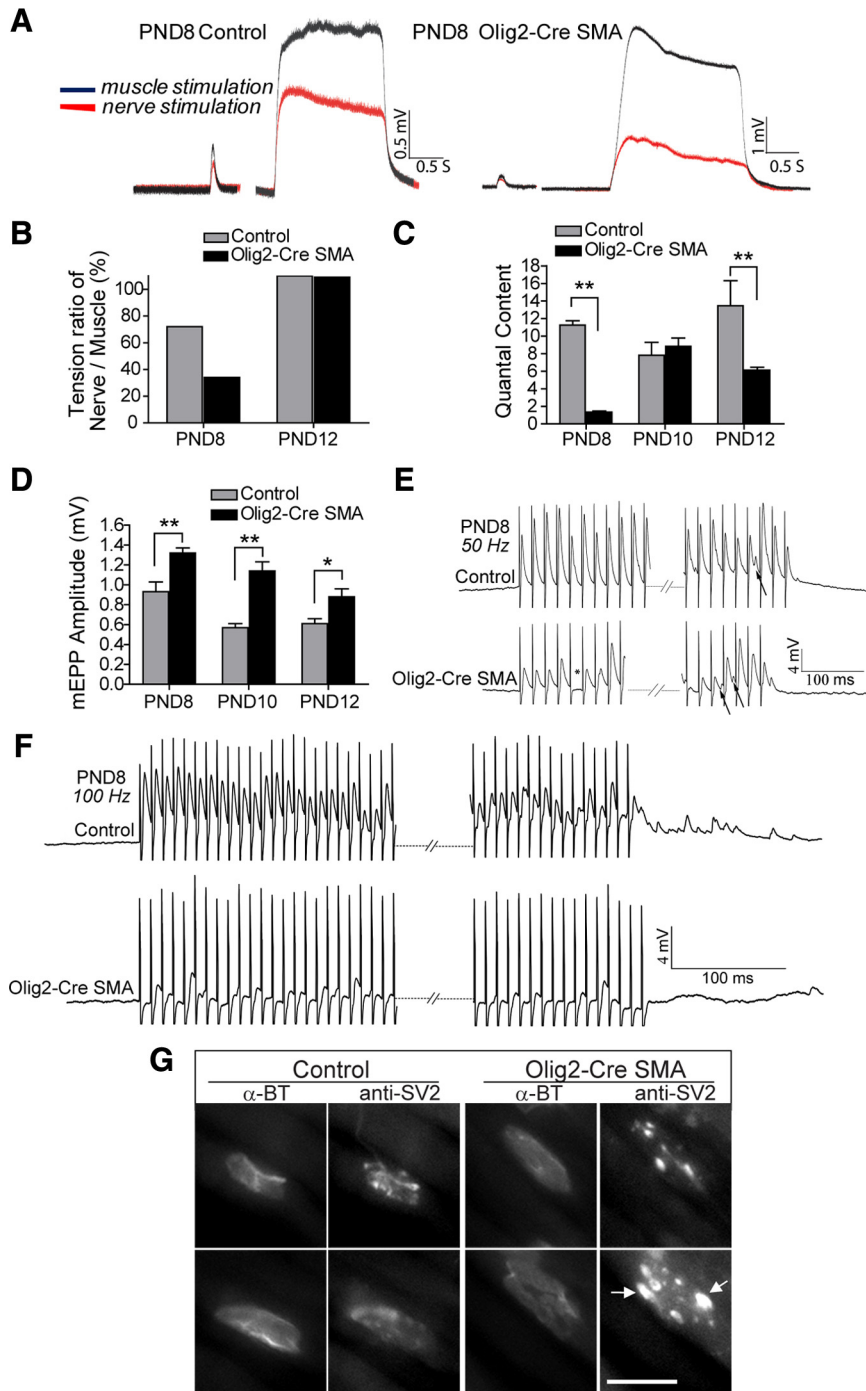 A
PND8 Control
PND8 Olig2-Cre SMA
muscle stimulation
nerve stimulation
0.5 mV
0.5 S
1 mV
0.5 S
B
Control
Olig2-Cre SMA
Tension ratio of
Nerve / Muscle (%)
100
80
60
40
20
0
PND8
PND12
C
Control
Olig2-Cre SMA
Quantal Content
18
16
14
12
10
8
6
4
2
0
**
**
PND8
PND10
PND12
D
Control
Olig2-Cre SMA
mEPP Amplitude (mV)
1.6
1.4
1.2
1.0
0.8
0.6
0.4
0.2
0.0
**
**
*
PND8
PND10
PND12
E
PND8
50 Hz
Control
Olig2-Cre SMA
*
4 mV
100 ms
F
PND8
100 Hz
Control
Olig2-Cre SMA
4 mV
100 ms
G
Control
Olig2-Cre SMA
α-BT
anti-SV2
α-BT
anti-SV2